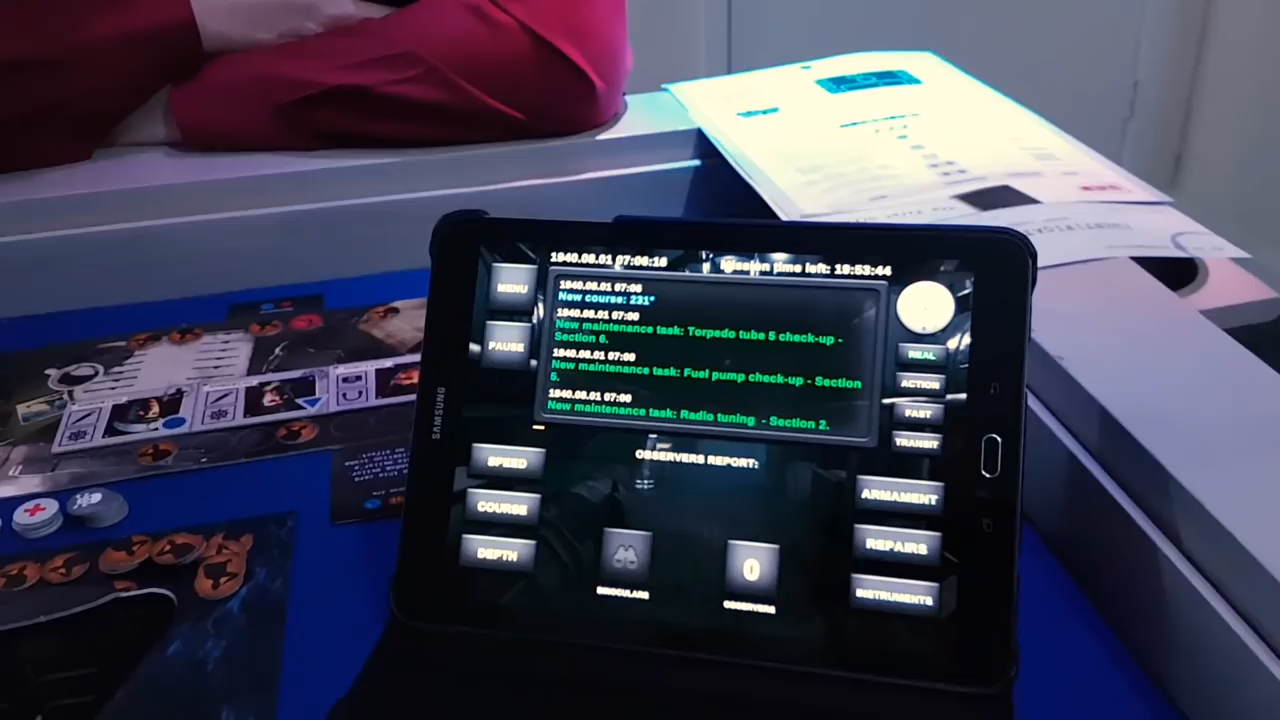 1940.08.01 07:06:16
Mission time left: 19:53:44
MENU
PAUSE
1940.08.01 07:06
New course: 231°
1940.08.01 07:00
New maintenance task: Torpedo tube 5 check-up -
Section 6.
1940.08.01 07:00
New maintenance task: Fuel pump check-up - Section
5.
1940.08.01 07:00
New maintenance task: Radio tuning - Section 2.
REAL
ACTION
FAST
TRANSIT
OBSERVERS REPORT:
SPEED
COURSE
DEPTH
ARMAMENT
REPAIRS
INSTRUMENTS
BINOCULARS
0
OBSERVERS
SAMSUNG